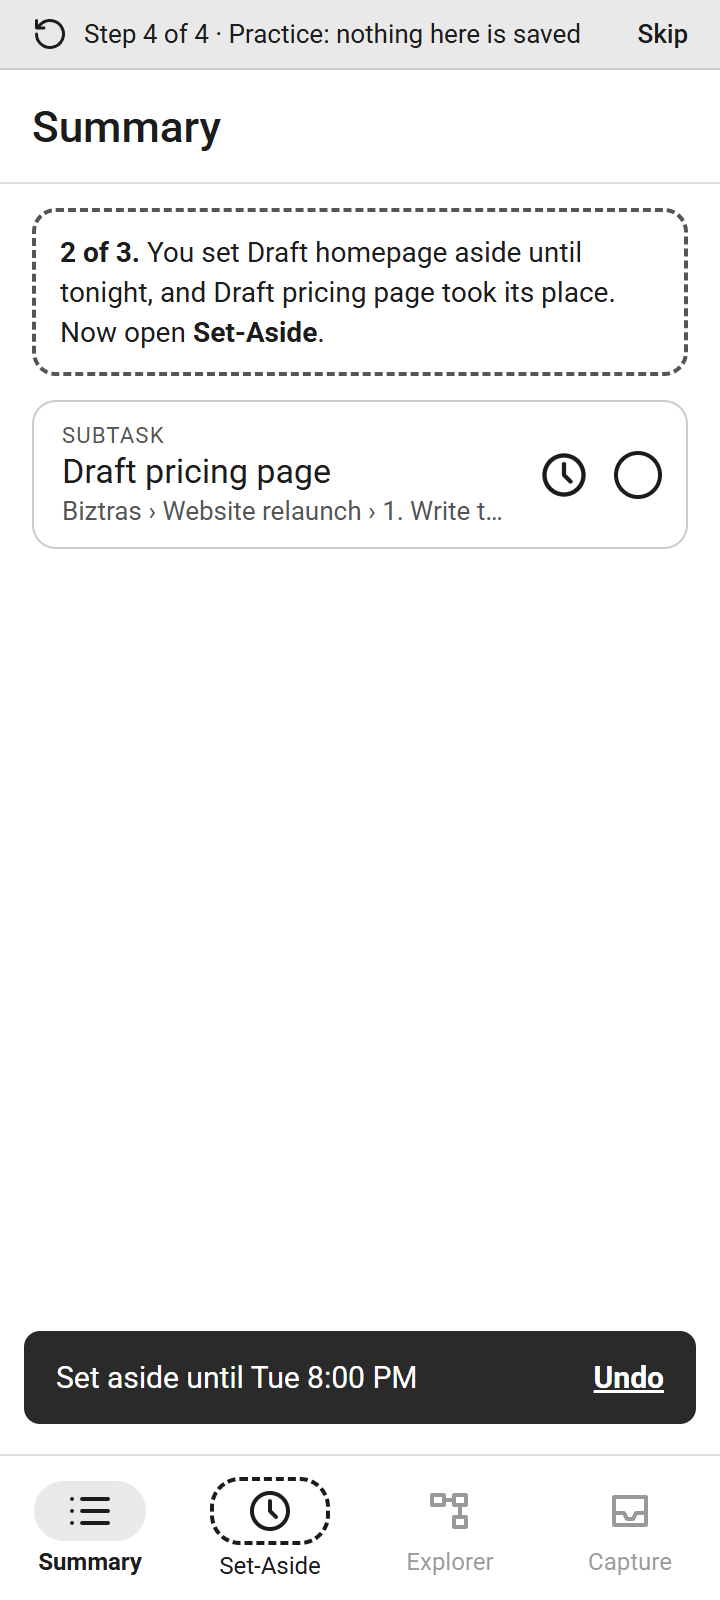 Step 4 of 4 · Practice: nothing here is saved
Skip
Summary
2 of 3. You set Draft homepage aside until
tonight, and Draft pricing page took its place.
Now open Set-Aside.
SUBTASK
Draft pricing page
Biztras › Website relaunch › 1. Write t…
Set aside until Tue 8:00 PM
Undo
Summary
Set-Aside
Explorer
Capture